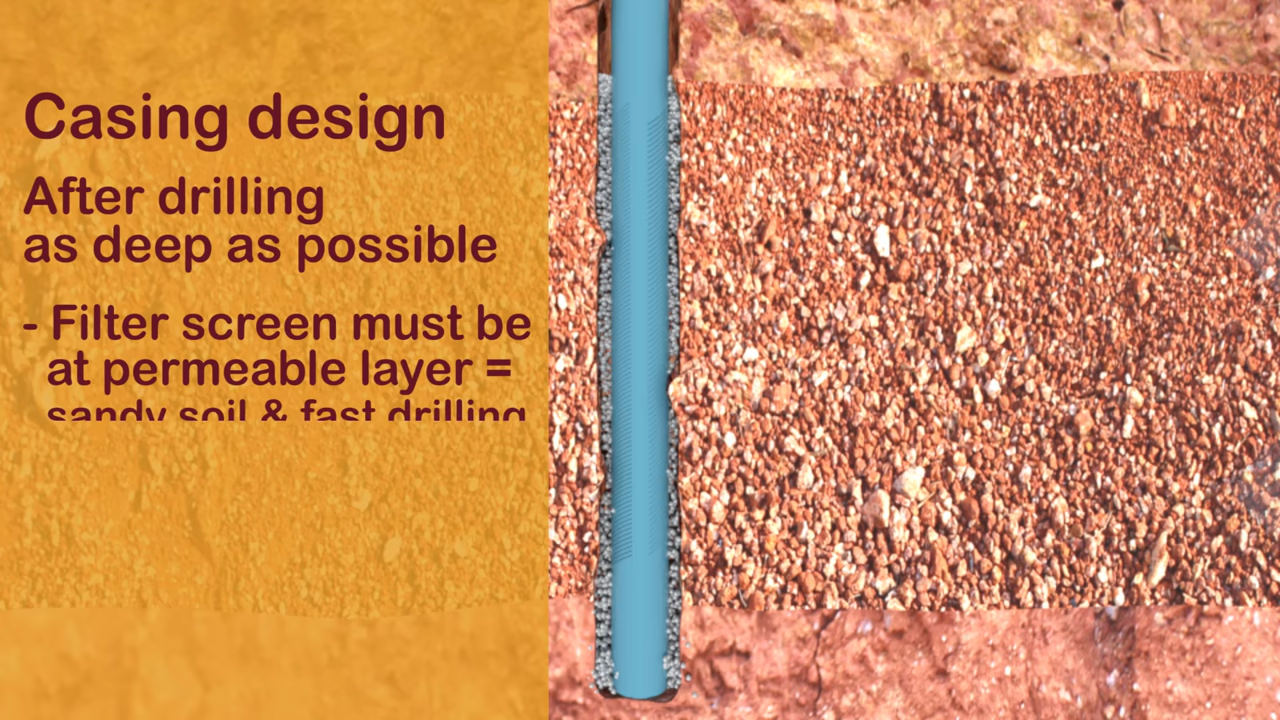 Casing design
After drilling
as deep as possible
- Filter screen must be
at permeable layer =
sandy soil & fast drilling